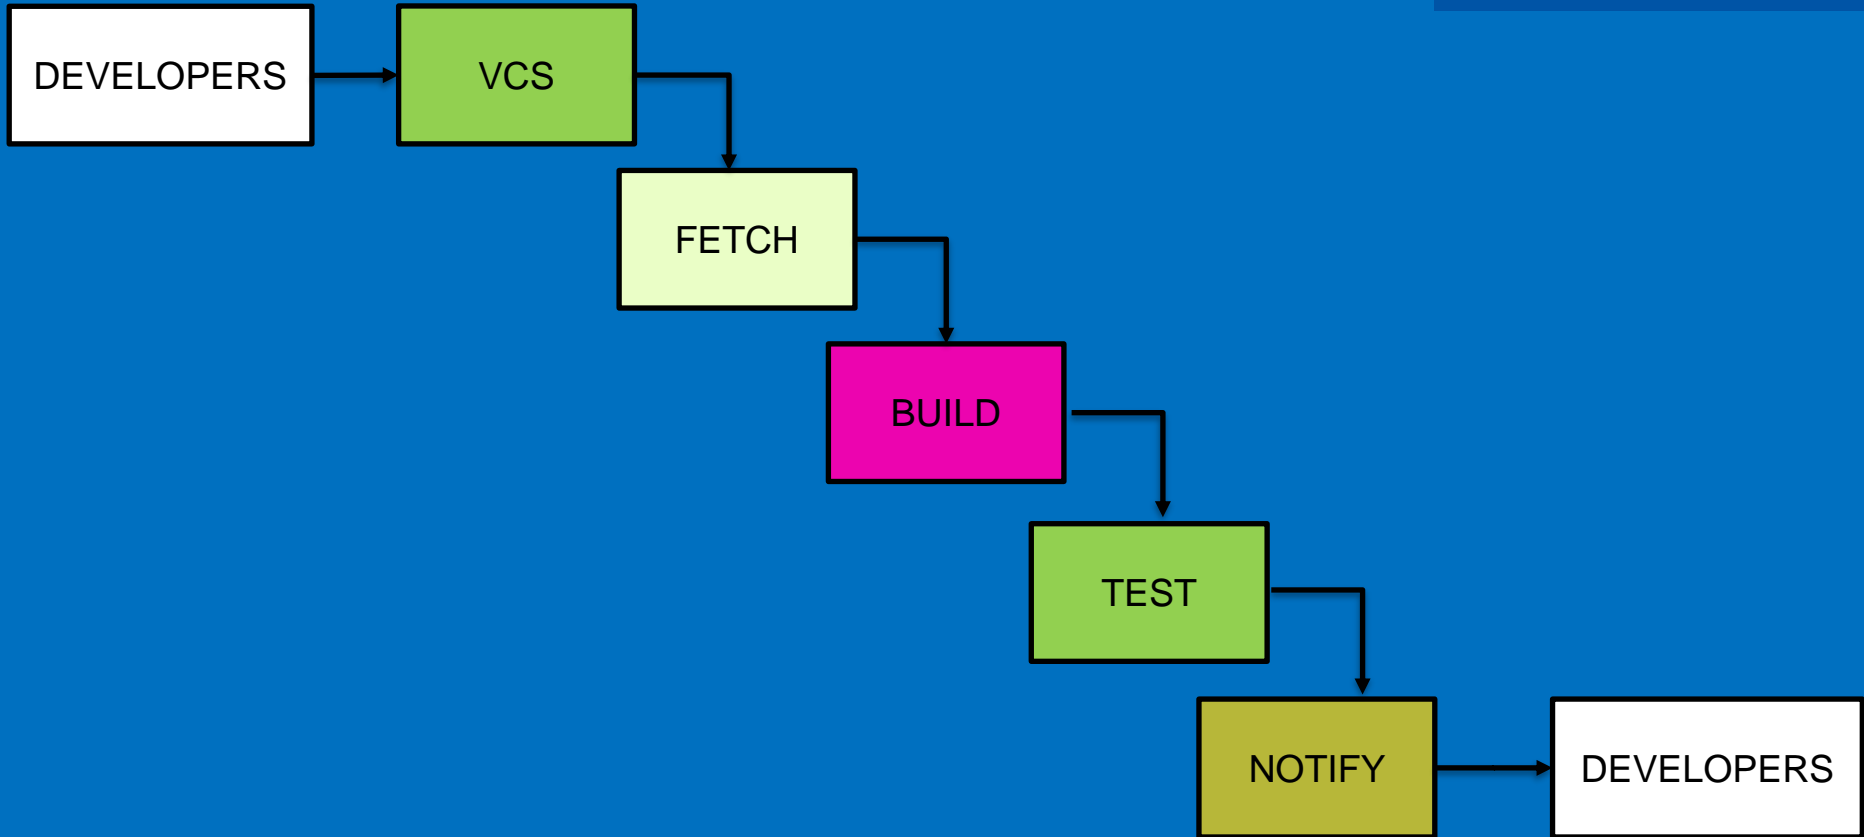 DEVELOPERS
VCS
FETCH
BUILD
TEST
NOTIFY
DEVELOPERS